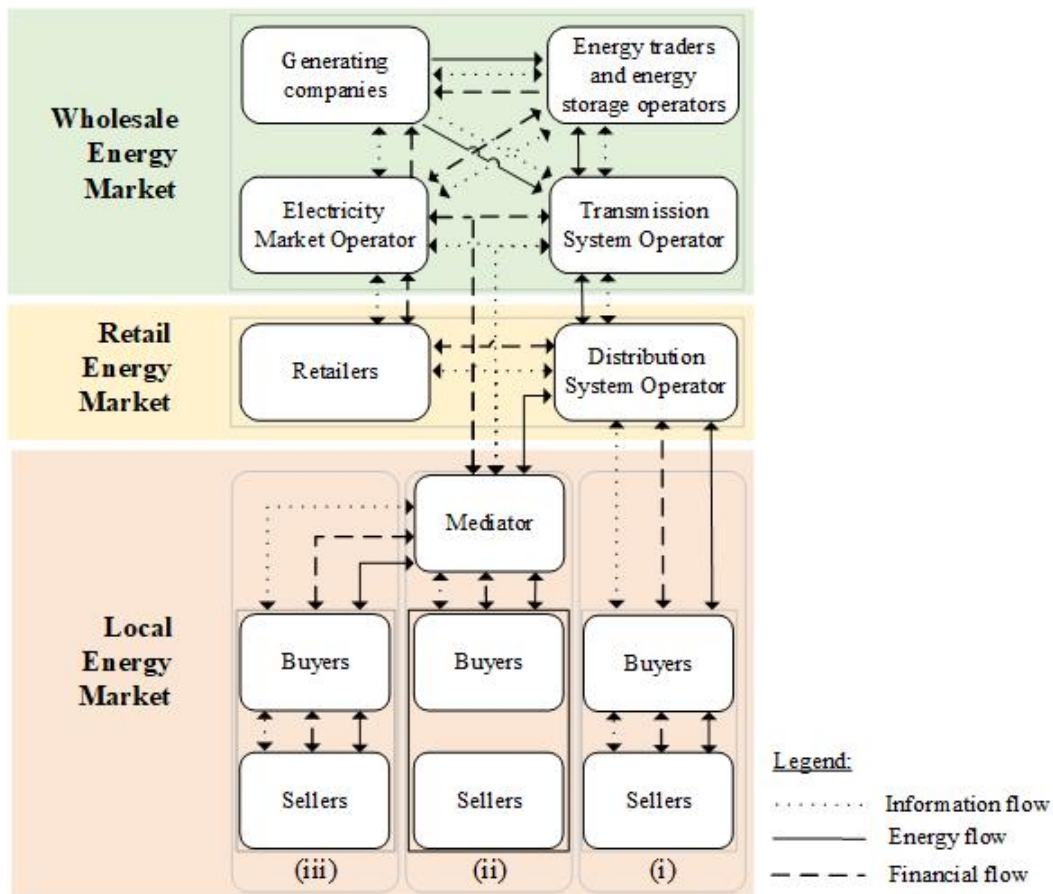 Wholesale
Energy
Market
Generating
companies
Energy traders
and energy
storage operators
Electricity
Market Operator
Transmission
System Operator
Retail
Energy
Market
Retailers
Distribution
System Operator
Local
Energy
Market
Mediator
Buyers
Buyers
Buyers
Sellers
Sellers
Sellers
(iii)
(ii)
(i)
Legend:
Information flow
Energy flow
Financial flow